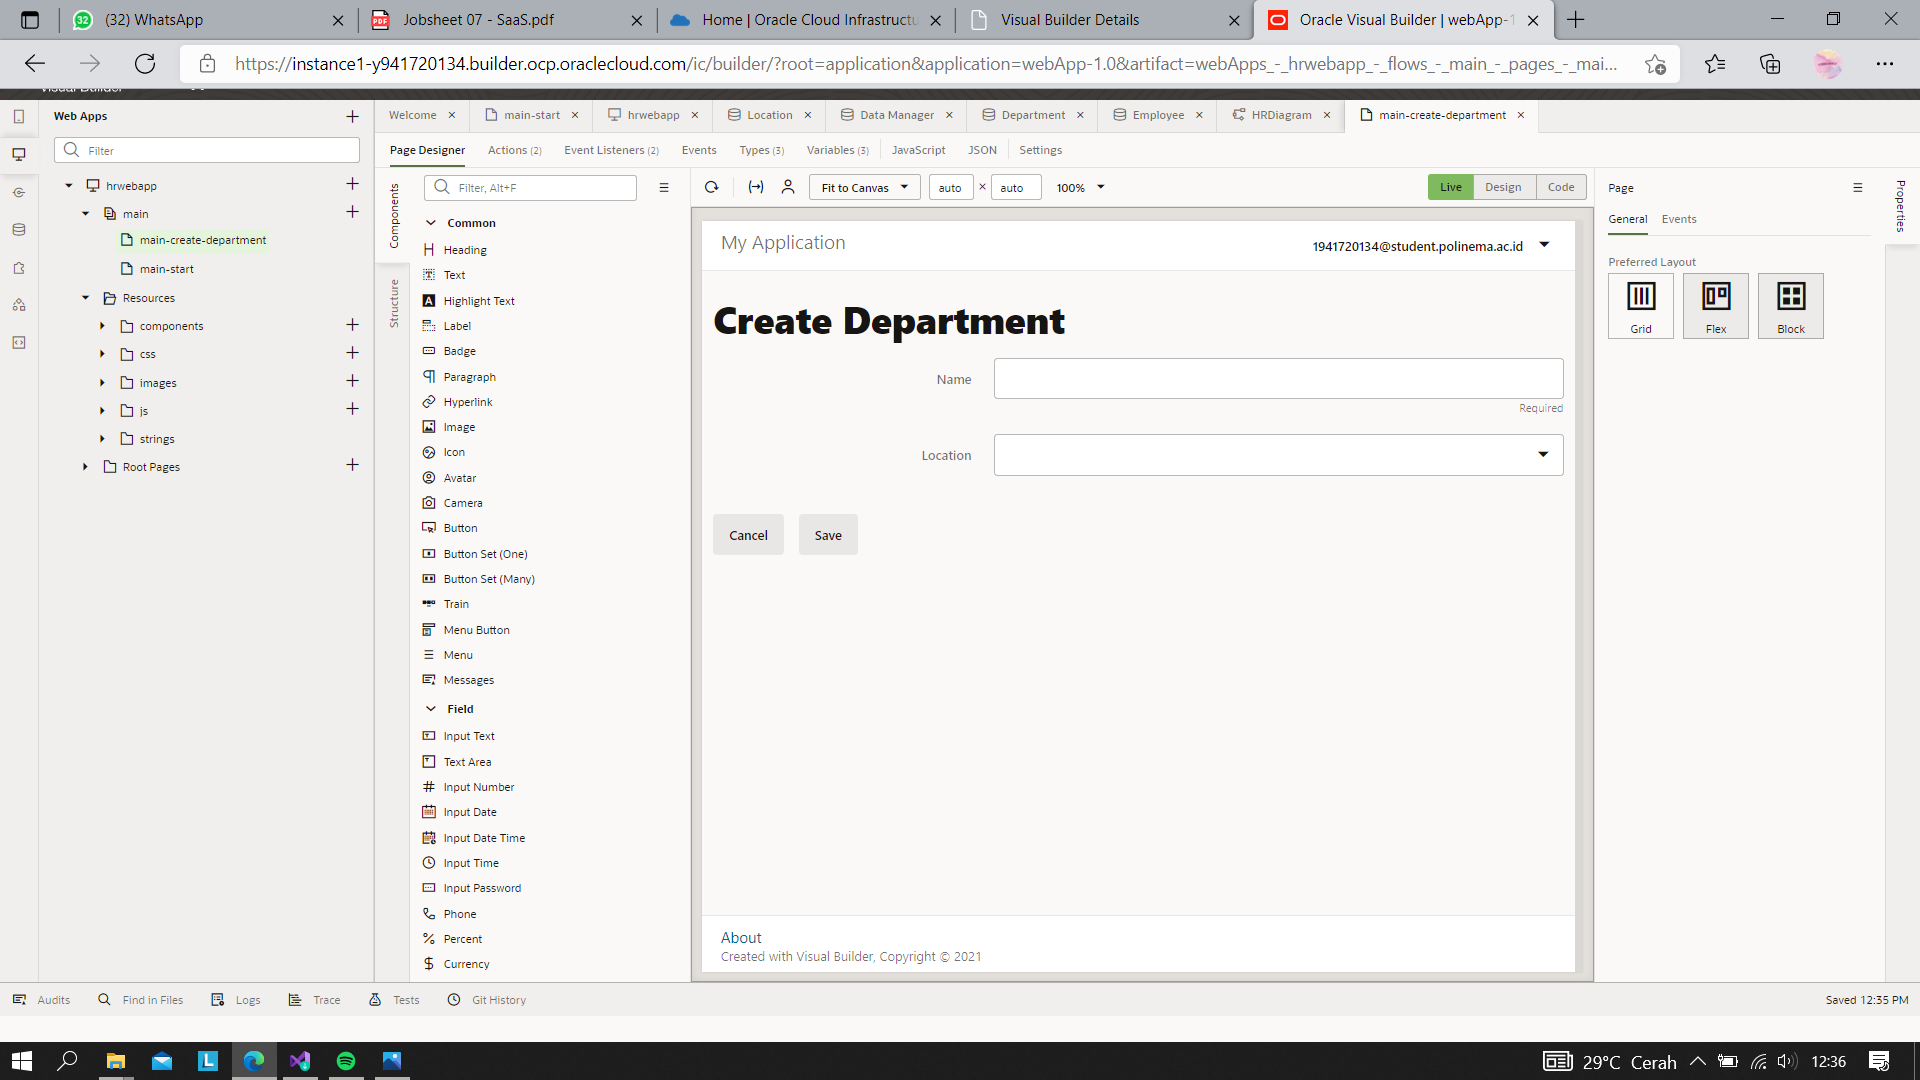 (32) WhatsApp
Jobsheet 07 - SaaS.pdf
Home | Oracle Cloud Infrastructu
Visual Builder Details
Oracle Visual Builder | webApp-1
https://instance1-y941720134.builder.ocp.oraclecloud.com/ic/builder/?root=application&application=webApp-1.0&artifact=webApps_-_hrwebapp_-_flows_-_main_-_pages_-_mai...
Web Apps
Filter
hrwebapp
main
main-create-department
main-start
Resources
components
css
images
js
strings
Root Pages
Welcome
main-start
hrwebapp
Location
Data Manager
Department
Employee
HRDiagram
main-create-department
Page Designer
Actions (2)
Event Listeners (2)
Events
Types (3)
Variables (3)
JavaScript
JSON
Settings
Components
Structure
Filter, Alt+F
Common
Heading
Text
Highlight Text
Label
Badge
Paragraph
Hyperlink
Image
Icon
Avatar
Camera
Button
Button Set (One)
Button Set (Many)
Train
Menu Button
Menu
Messages
Field
Input Text
Text Area
Input Number
Input Date
Input Date Time
Input Time
Input Password
Phone
Percent
Currency
Fit to Canvas
auto × auto
100%
Live
Design
Code
My Application
1941720134@student.polinema.ac.id
Create Department
Name
Required
Location
Cancel
Save
About
Created with Visual Builder, Copyright © 2021
Page
General
Events
Preferred Layout
Grid
Flex
Block
Properties
Audits
Find in Files
Logs
Trace
Tests
Git History
Saved 12:35 PM
29°C Cerah
12:36